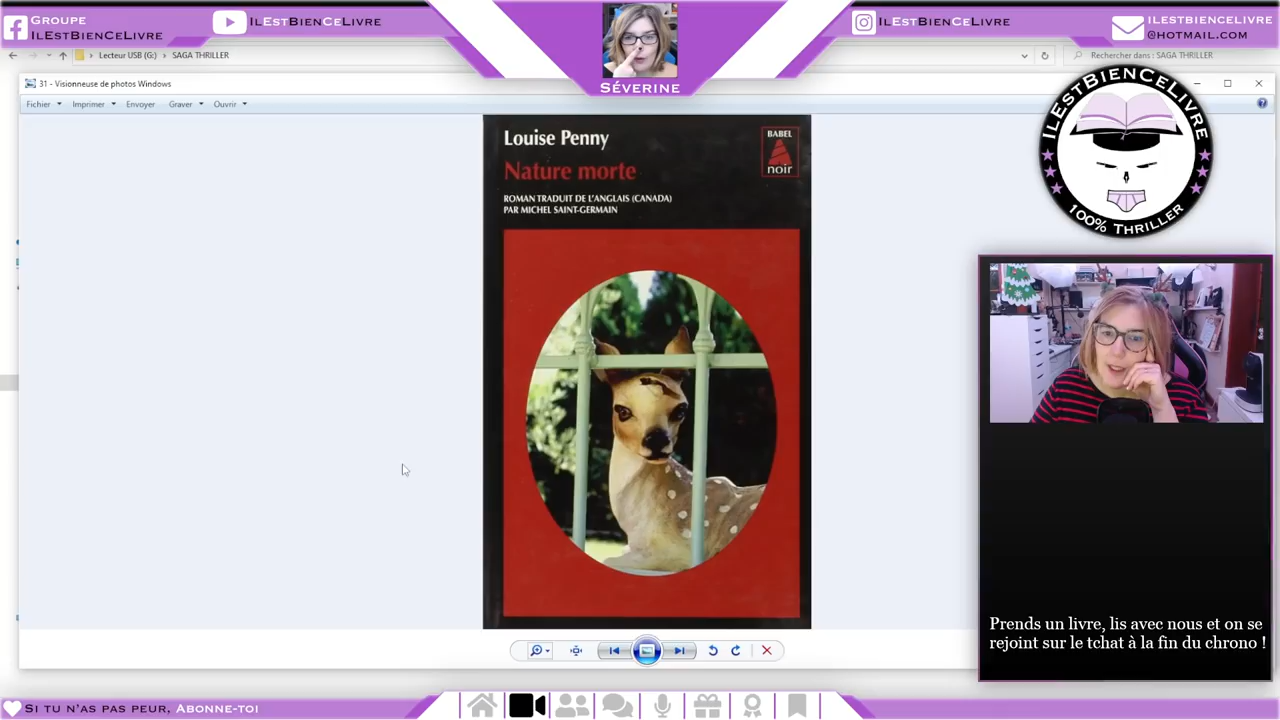 GROUPE
ILESTBIENCELIVRE
ILESTBIENCELIVRE
ILESTBIENCELIVRE
ILESTBIENCELIVRE
@HOTMAIL.COM
SÉVERINE
Lecteur USB (G:) > SAGA THRILLER
Rechercher dans : SAGA THRILLER
31 - Visionneuse de photos Windows
Fichier Imprimer Envoyer Graver Ouvrir
Louise Penny
Nature morte
ROMAN TRADUIT DE L'ANGLAIS (CANADA)
PAR MICHEL SAINT-GERMAIN
BABEL
noir
ILESTBIENCELIVRE
100% THRILLER
Prends un livre, lis avec nous et on se
rejoint sur le tchat à la fin du chrono !
SI TU N'AS PAS PEUR, ABONNE-TOI